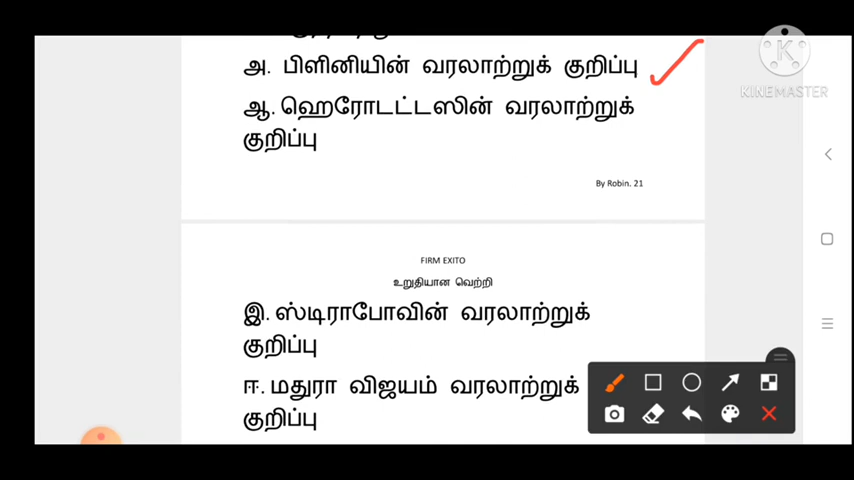 அ. பிளினியின் வரலாற்றுக் குறிப்பு
ஆ. ஹெரோடட்டஸின் வரலாற்றுக்
குறிப்பு
By Robin. 21
FIRM EXITO
உறுதியான வெற்றி
இ. ஸ்டிராபோவின் வரலாற்றுக்
குறிப்பு
ஈ. மதுரா விஜயம் வரலாற்றுக்
குறிப்பு
K
KINEMASTER